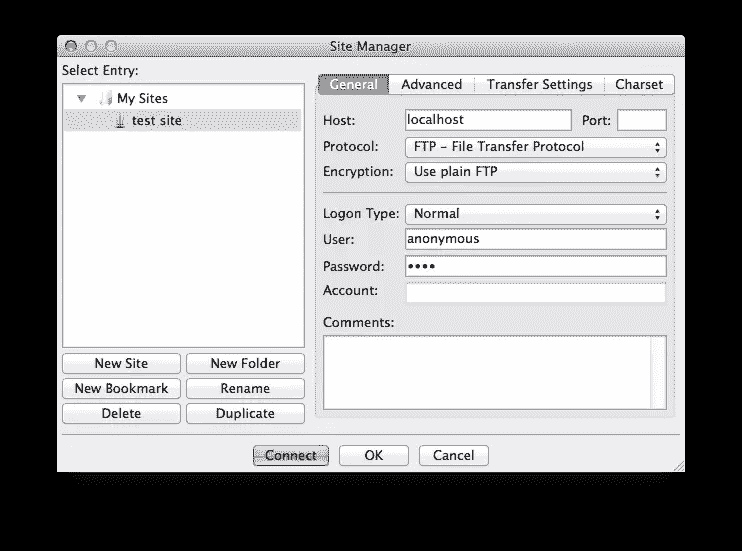 Site Manager
Select Entry:
My Sites
test site
New Site New Folder
New Bookmark Rename
Delete Duplicate
General Advanced Transfer Settings Charset
Host: localhost Port:
Protocol: FTP – File Transfer Protocol
Encryption: Use plain FTP
Logon Type: Normal
User: anonymous
Password: ••••
Account:
Comments:
Connect OK Cancel